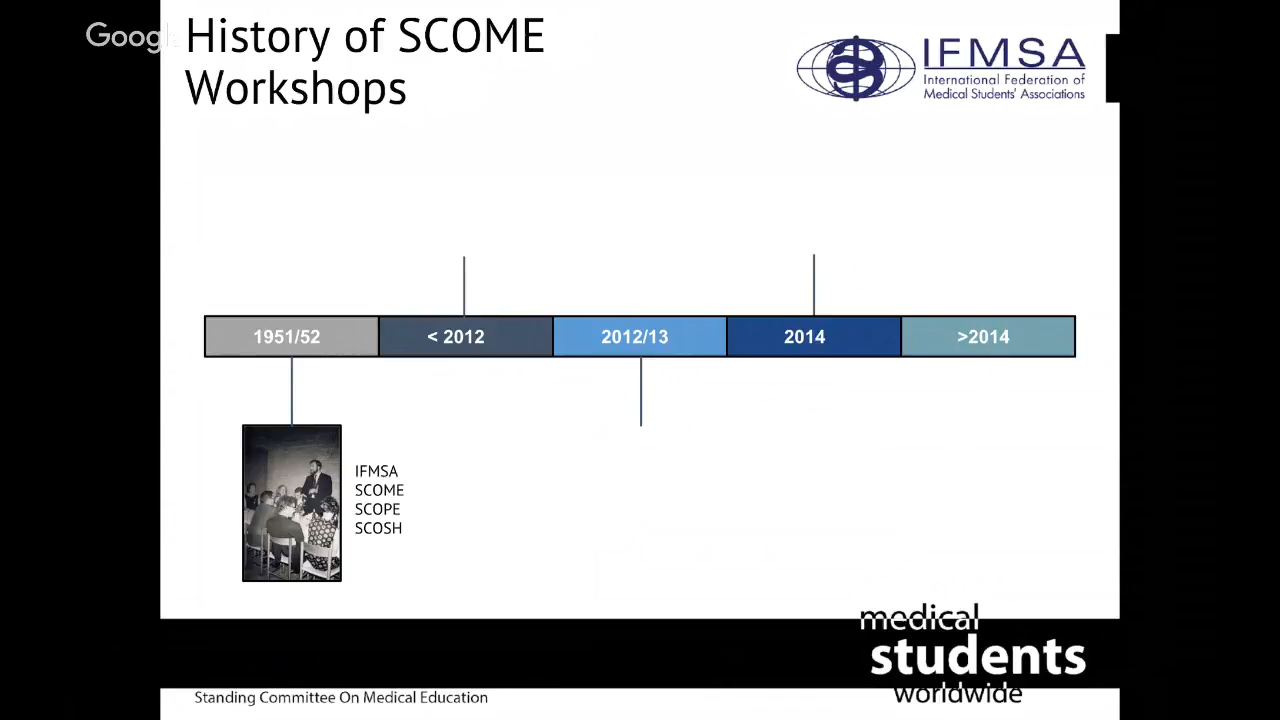 Google
History of SCOME
Workshops
IFMSA
International Federation of
Medical Students' Associations
1951/52
< 2012
2012/13
2014
>2014
IFMSA
SCOME
SCOPE
SCOSH
medical
students
worldwide
Standing Committee On Medical Education